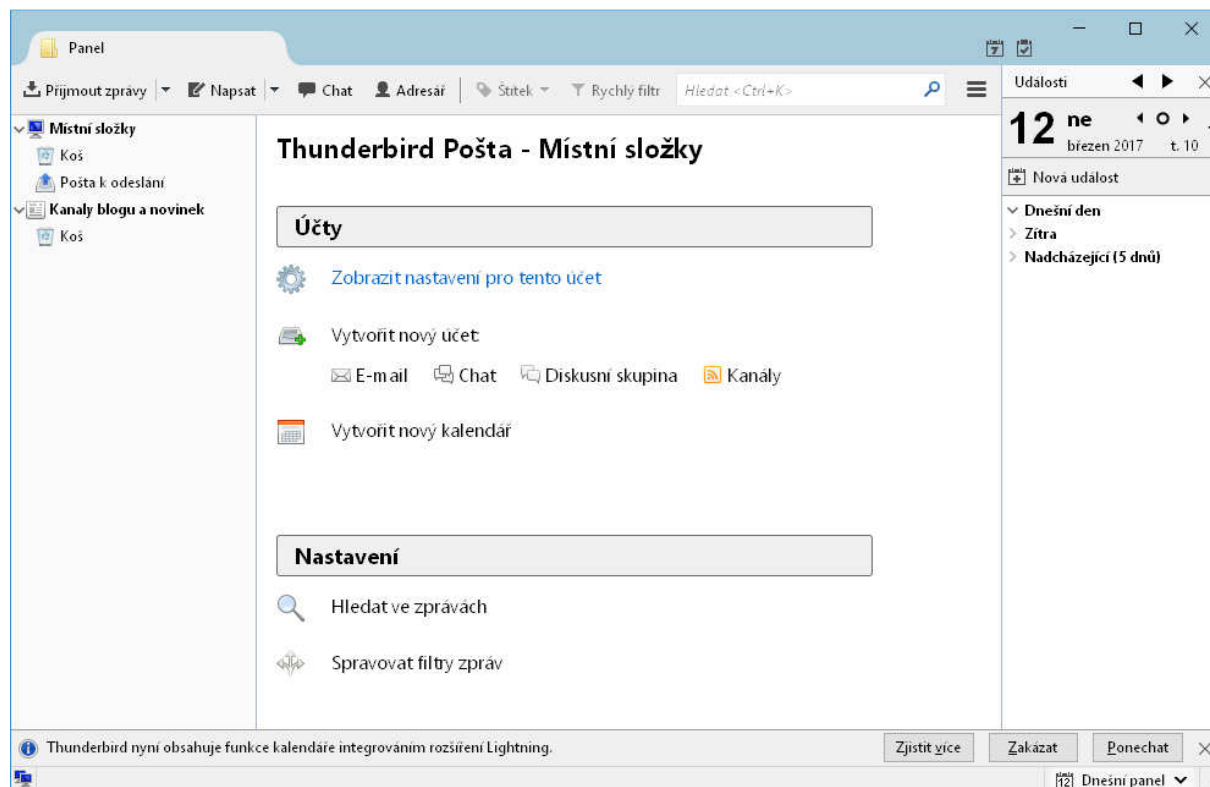 Panel
Přijmout zprávy
Napsat
Chat
Adresář
Štítek
Rychlý filtr
Hledat <Ctrl+K>
Místní složky
Koš
Pošta k odeslání
Kanaly blogu a novinek
Koš
Thunderbird Pošta - Místní složky
Účty
Zobrazit nastavení pro tento účet
Vytvořit nový účet:
E-mail Chat Diskusní skupina Kanály
Vytvořit nový kalendář
Nastavení
Hledat ve zprávách
Spravovat filtry zpráv
Události
12 ne
březen 2017 t. 10
Nová událost
Dnešní den
Zítra
Nadcházející (5 dnů)
Thunderbird nyní obsahuje funkce kalendáře integrováním rozšíření Lightning.
Zjistit více
Zakázat
Ponechat
12 Dnešní panel